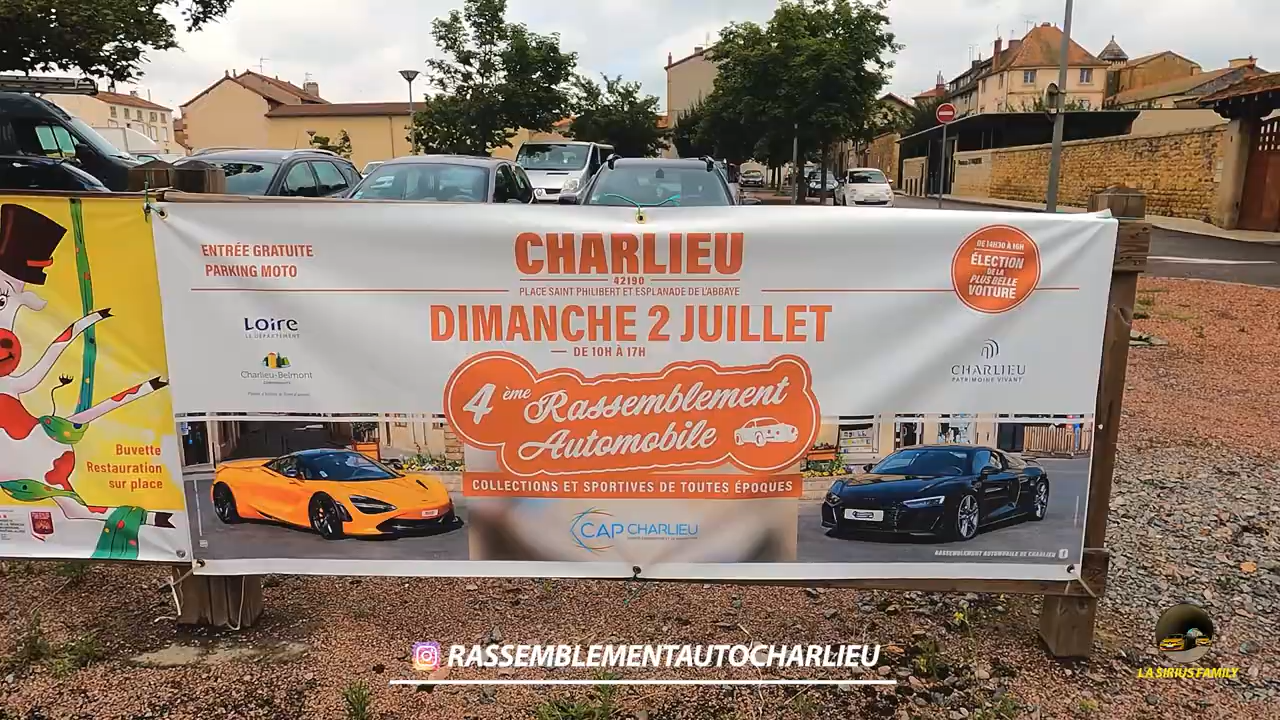 ENTRÉE GRATUITE
PARKING MOTO
CHARLIEU
42190
PLACE SAINT PHILIBERT ET ESPLANADE DE L'ABBAYE
DE 14H30 À 16H
ÉLECTION
DE LA
PLUS BELLE
VOITURE
DIMANCHE 2 JUILLET
DE 10H À 17H
Loire
LE DÉPARTEMENT
Charlieu-Belmont
CHARLIEU
PATRIMOINE VIVANT
4ème Rassemblement
Automobile
COLLECTIONS ET SPORTIVES DE TOUTES ÉPOQUES
CAP CHARLIEU
RASSEMBLEMENT AUTOMOBILE DE CHARLIEU
Buvette
Restauration
sur place
RASSEMBLEMENTAUTOCHARLIEU
LA SIRIUS FAMILY